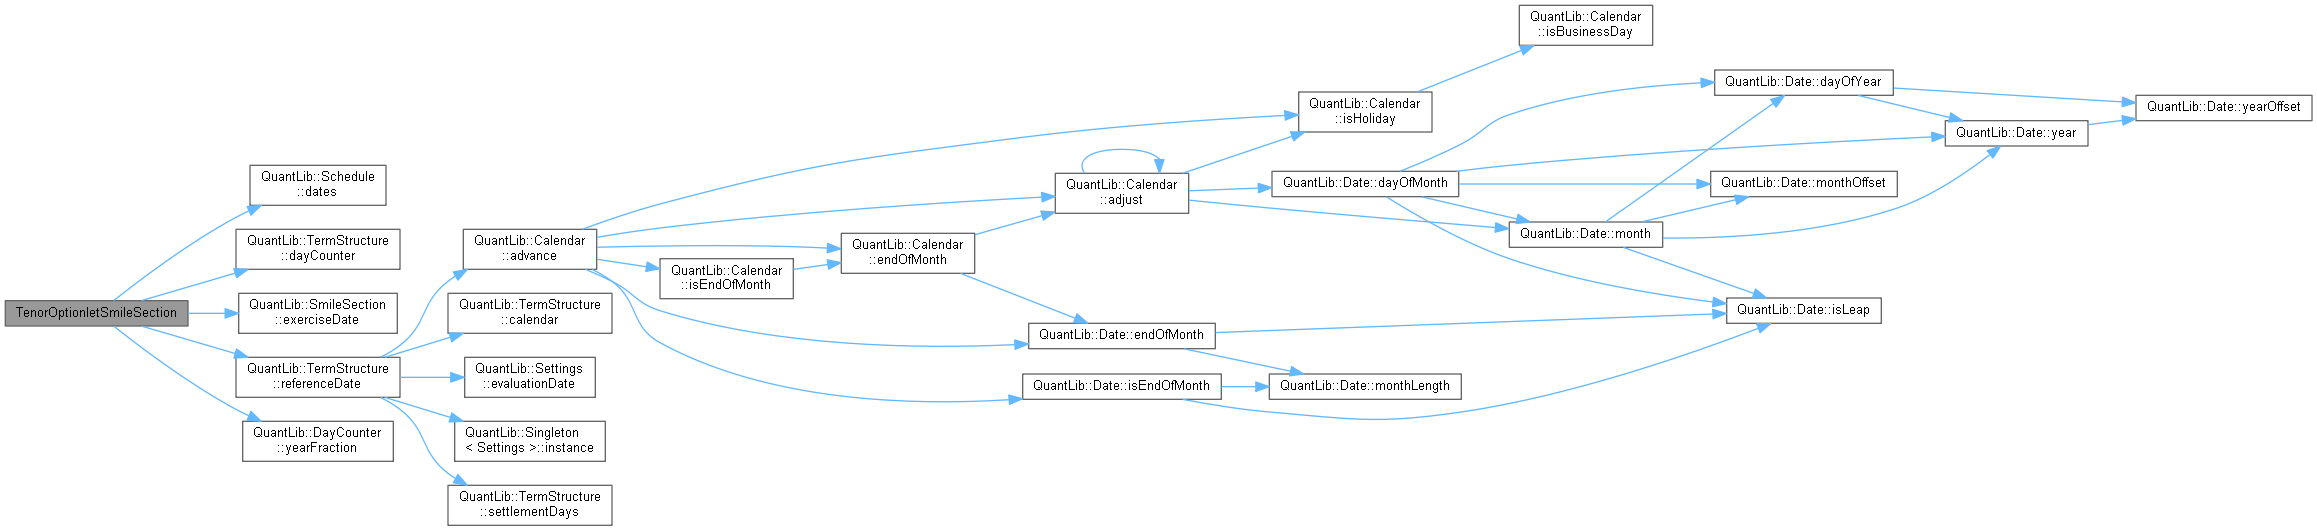 TenorOptionletSmileSection
QuantLib::Schedule
::dates
QuantLib::TermStructure
::dayCounter
QuantLib::SmileSection
::exerciseDate
QuantLib::TermStructure
::referenceDate
QuantLib::DayCounter
::yearFraction
QuantLib::Calendar
::advance
QuantLib::TermStructure
::calendar
QuantLib::Settings
::evaluationDate
QuantLib::Singleton
< Settings >::instance
QuantLib::TermStructure
::settlementDays
QuantLib::Calendar
::isEndOfMonth
QuantLib::Calendar
::endOfMonth
QuantLib::Calendar
::adjust
QuantLib::Date::endOfMonth
QuantLib::Date::isEndOfMonth
QuantLib::Calendar
::isHoliday
QuantLib::Date::dayOfMonth
QuantLib::Date::monthLength
QuantLib::Calendar
::isBusinessDay
QuantLib::Date::month
QuantLib::Date::dayOfYear
QuantLib::Date::monthOffset
QuantLib::Date::isLeap
QuantLib::Date::year
QuantLib::Date::yearOffset